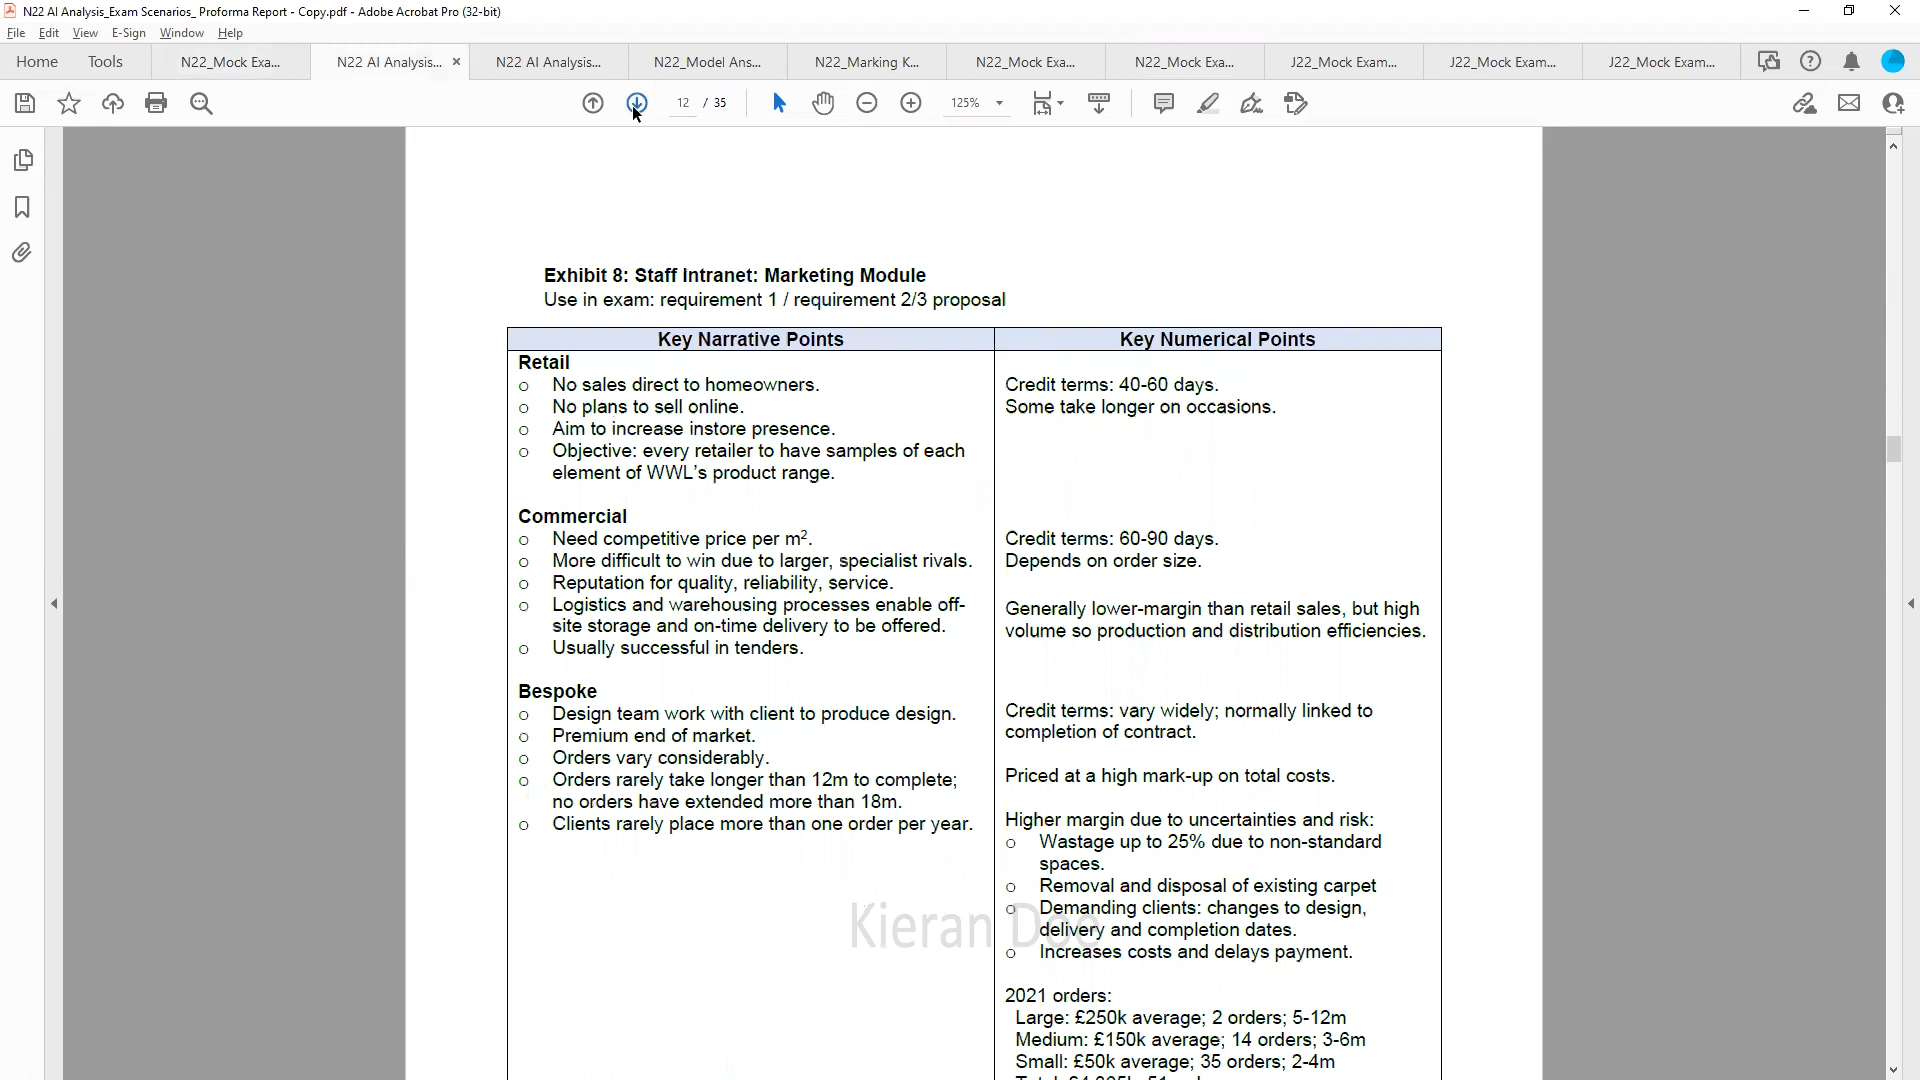 N22 AI Analysis_Exam Scenarios_ Proforma Report - Copy.pdf - Adobe Acrobat Pro (32-bit)
File Edit View E-Sign Window Help
Home Tools N22_Mock Exa... N22 AI Analysis... N22 AI Analysis... N22_Model Ans... N22_Marking K... N22_Mock Exa... N22_Mock Exa... J22_Mock Exam... J22_Mock Exam... J22_Mock Exam...
12 / 35 125%
Exhibit 8: Staff Intranet: Marketing Module
Use in exam: requirement 1 / requirement 2/3 proposal
Key Narrative Points
Retail
o No sales direct to homeowners.
o No plans to sell online.
o Aim to increase instore presence.
o Objective: every retailer to have samples of each
element of WWL's product range.
Commercial
o Need competitive price per m².
o More difficult to win due to larger, specialist rivals.
o Reputation for quality, reliability, service.
o Logistics and warehousing processes enable off-
site storage and on-time delivery to be offered.
o Usually successful in tenders.
Bespoke
o Design team work with client to produce design.
o Premium end of market.
o Orders vary considerably.
o Orders rarely take longer than 12m to complete;
no orders have extended more than 18m.
o Clients rarely place more than one order per year.
Key Numerical Points
Credit terms: 40-60 days.
Some take longer on occasions.
Credit terms: 60-90 days.
Depends on order size.
Generally lower-margin than retail sales, but high
volume so production and distribution efficiencies.
Credit terms: vary widely; normally linked to
completion of contract.
Priced at a high mark-up on total costs.
Higher margin due to uncertainties and risk:
o Wastage up to 25% due to non-standard
spaces.
o Removal and disposal of existing carpet
o Demanding clients: changes to design,
delivery and completion dates.
o Increases costs and delays payment.
2021 orders:
Large: £250k average; 2 orders; 5-12m
Medium: £150k average; 14 orders; 3-6m
Small: £50k average; 35 orders; 2-4m
Kieran Doe